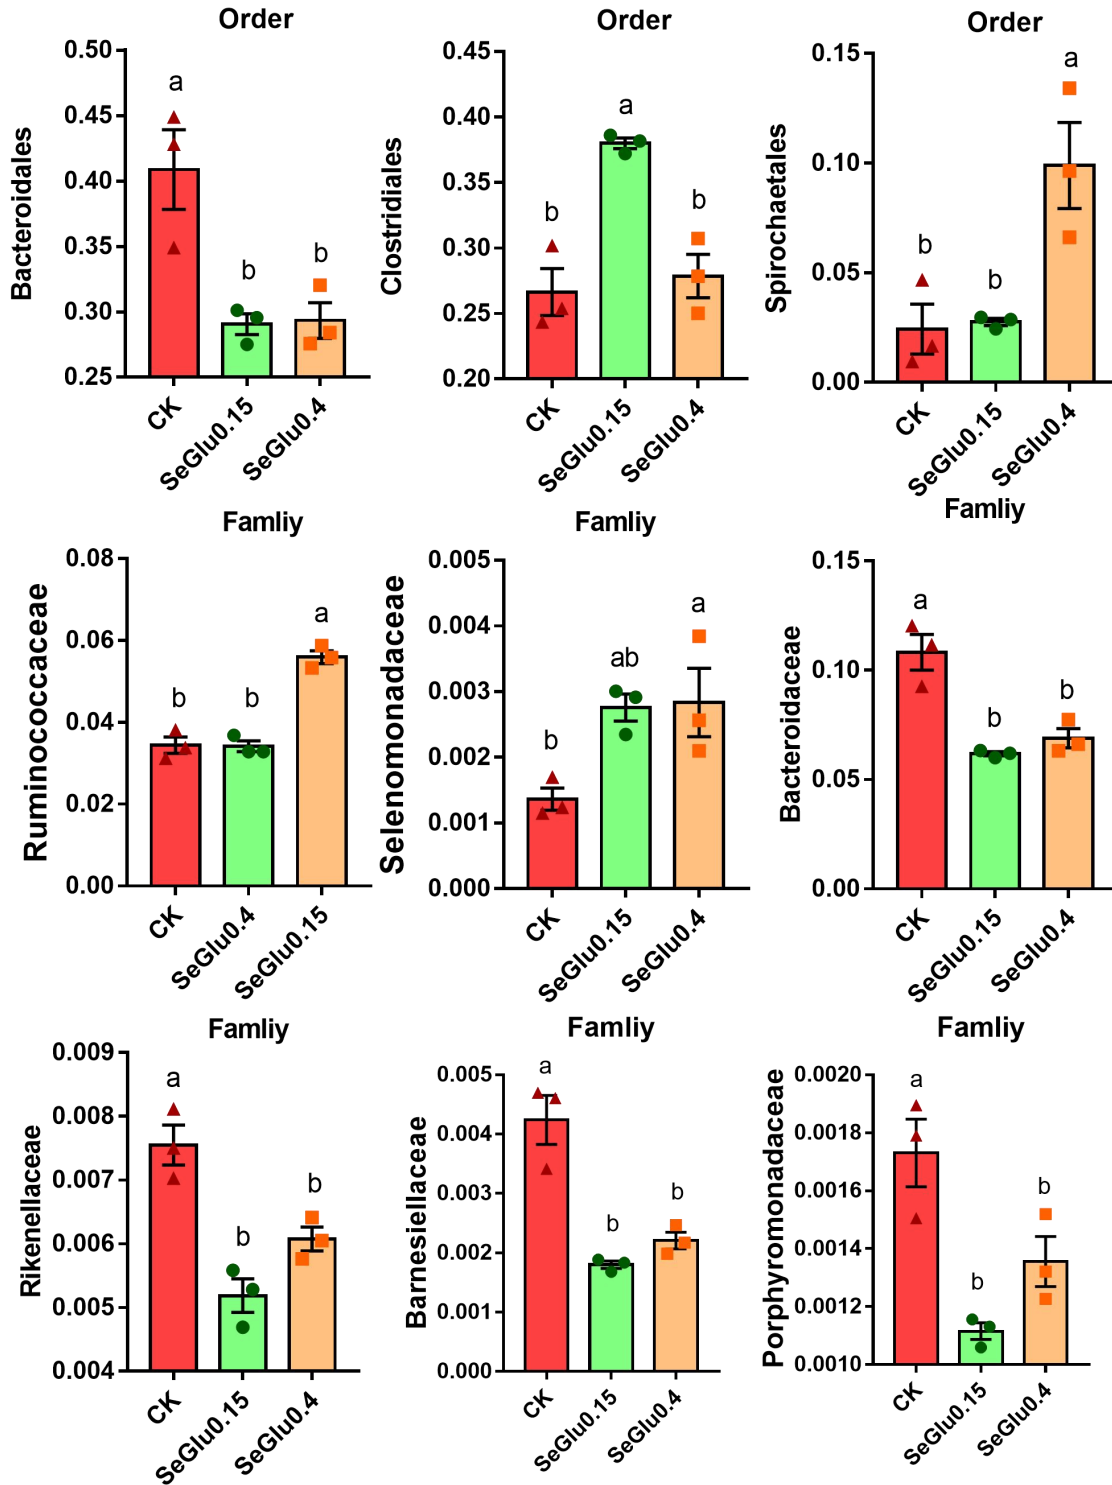 Order
Bacteroidales
0.50
0.45
0.40
0.35
0.30
0.25
a
b
b
CK
SeGlu0.15
SeGlu0.4
Order
Clostridiales
0.45
0.40
0.35
0.30
0.25
0.20
b
a
b
CK
SeGlu0.15
SeGlu0.4
Order
Spirochaetales
0.15
0.10
0.05
0.00
b
b
a
CK
SeGlu0.15
SeGlu0.4
Famliy
Ruminococcaceae
0.08
0.06
0.04
0.02
0.00
b
b
a
CK
SeGlu0.4
SeGlu0.15
Famliy
Selenomonadaceae
0.005
0.004
0.003
0.002
0.001
0.000
b
ab
a
CK
SeGlu0.15
SeGlu0.4
Famliy
Bacteroidaceae
0.15
0.10
0.05
0.00
a
b
b
CK
SeGlu0.15
SeGlu0.4
Famliy
Rikenellaceae
0.009
0.008
0.007
0.006
0.005
0.004
a
b
b
CK
SeGlu0.15
SeGlu0.4
Famliy
Barnesiellaceae
0.005
0.004
0.003
0.002
0.001
0.000
a
b
b
CK
SeGlu0.15
SeGlu0.4
Famliy
Porphyromonadaceae
0.0020
0.0018
0.0016
0.0014
0.0012
0.0010
a
b
b
CK
SeGlu0.15
SeGlu0.4